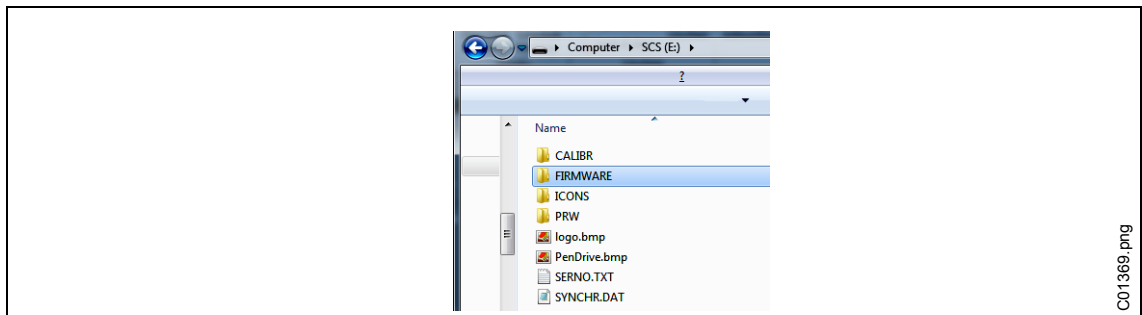 Computer SCS (E:)
?
Name
CALIBR
FIRMWARE
ICONS
PRW
logo.bmp
PenDrive.bmp
SERNO.TXT
SYNCHR.DAT
C01369.png